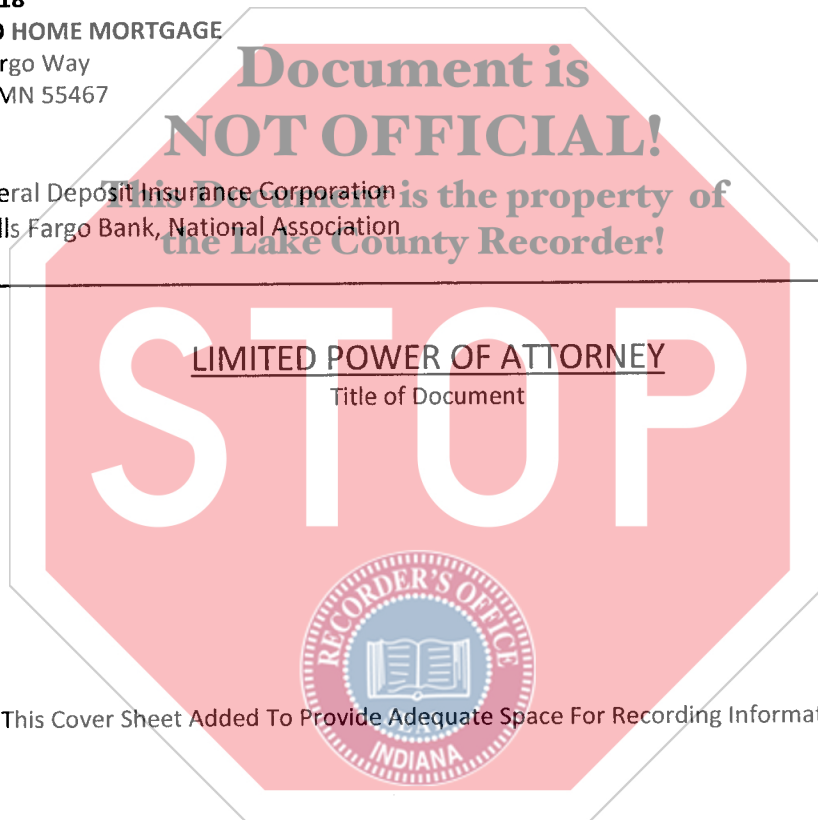 18
HOME MORTGAGE
rgo Way
MN 55467
Document is
NOT OFFICIAL!
eral Deposit Insurance Corporation
This Document is the property of
lls Fargo Bank, National Association
the Lake County Recorder!
LIMITED POWER OF ATTORNEY
Title of Document
STOP
RECORDER'S OFFICE
SEAL
INDIANA
This Cover Sheet Added To Provide Adequate Space For Recording Informat